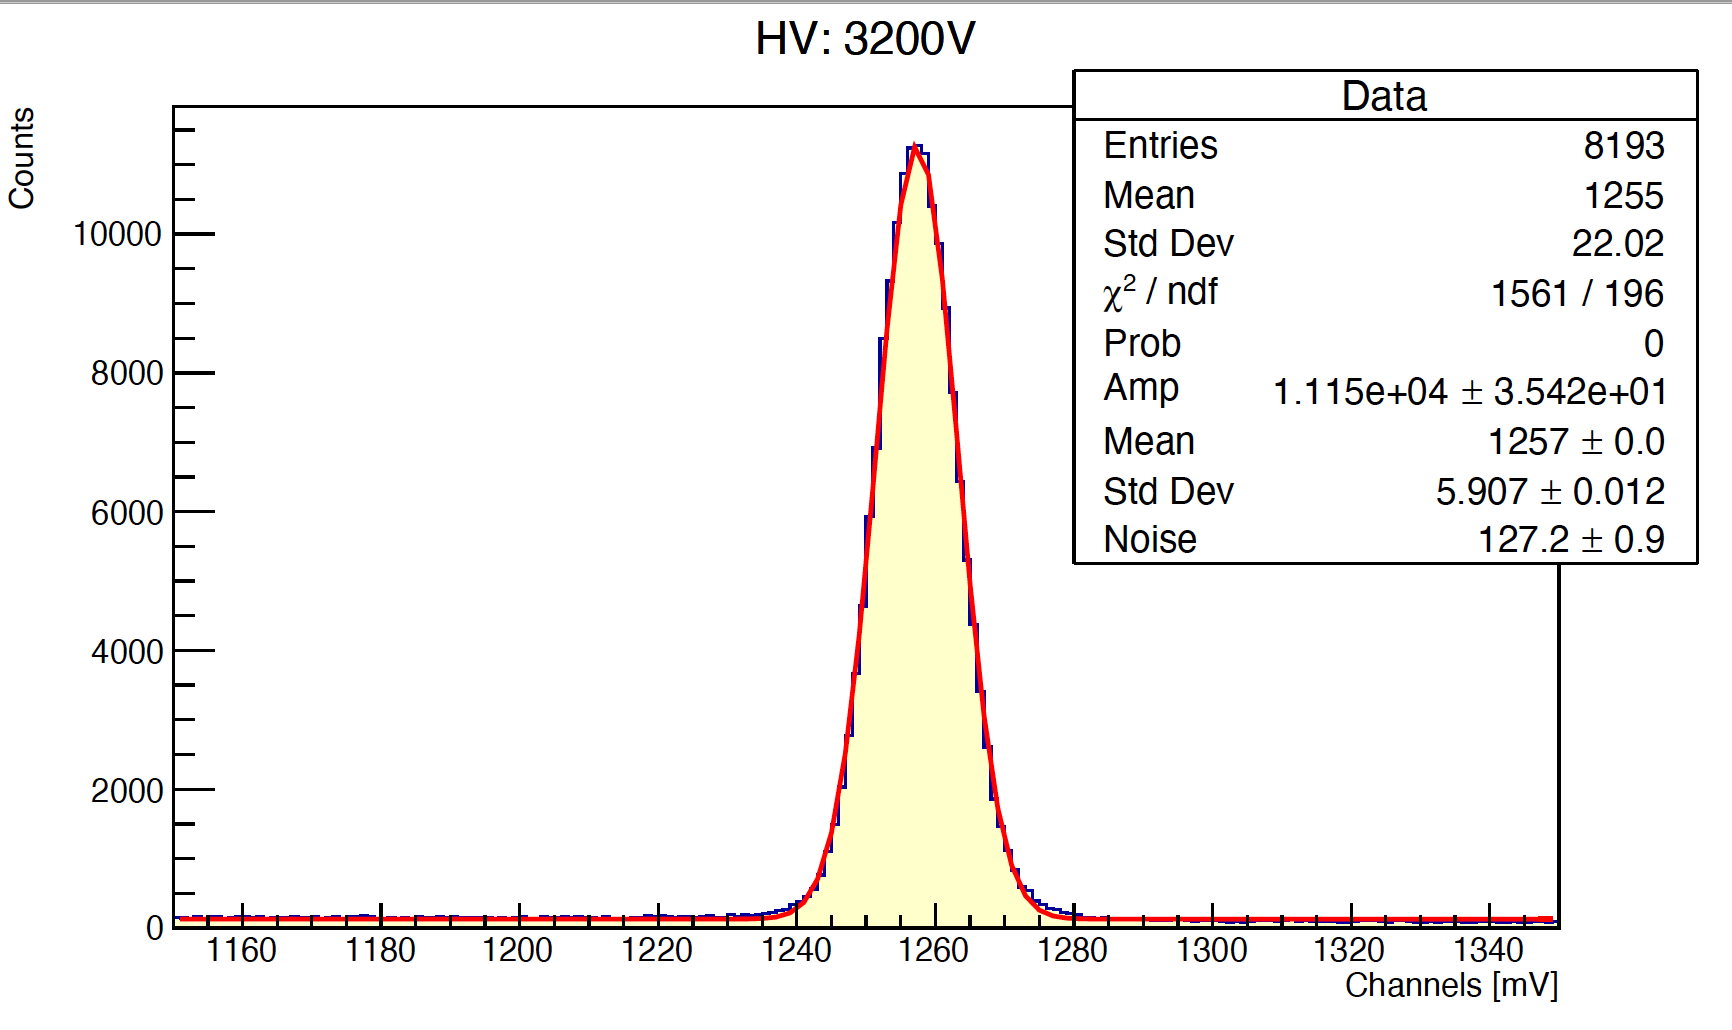 HV: 3200V
Counts
Data
Entries 8193
Mean 1255
Std Dev 22.02
χ² / ndf 1561 / 196
Prob 0
Amp 1.115e+04 ± 3.542e+01
Mean 1257 ± 0.0
Std Dev 5.907 ± 0.012
Noise 127.2 ± 0.9
10000
8000
6000
4000
2000
0
1160 1180 1200 1220 1240 1260 1280 1300 1320 1340
Channels [mV]